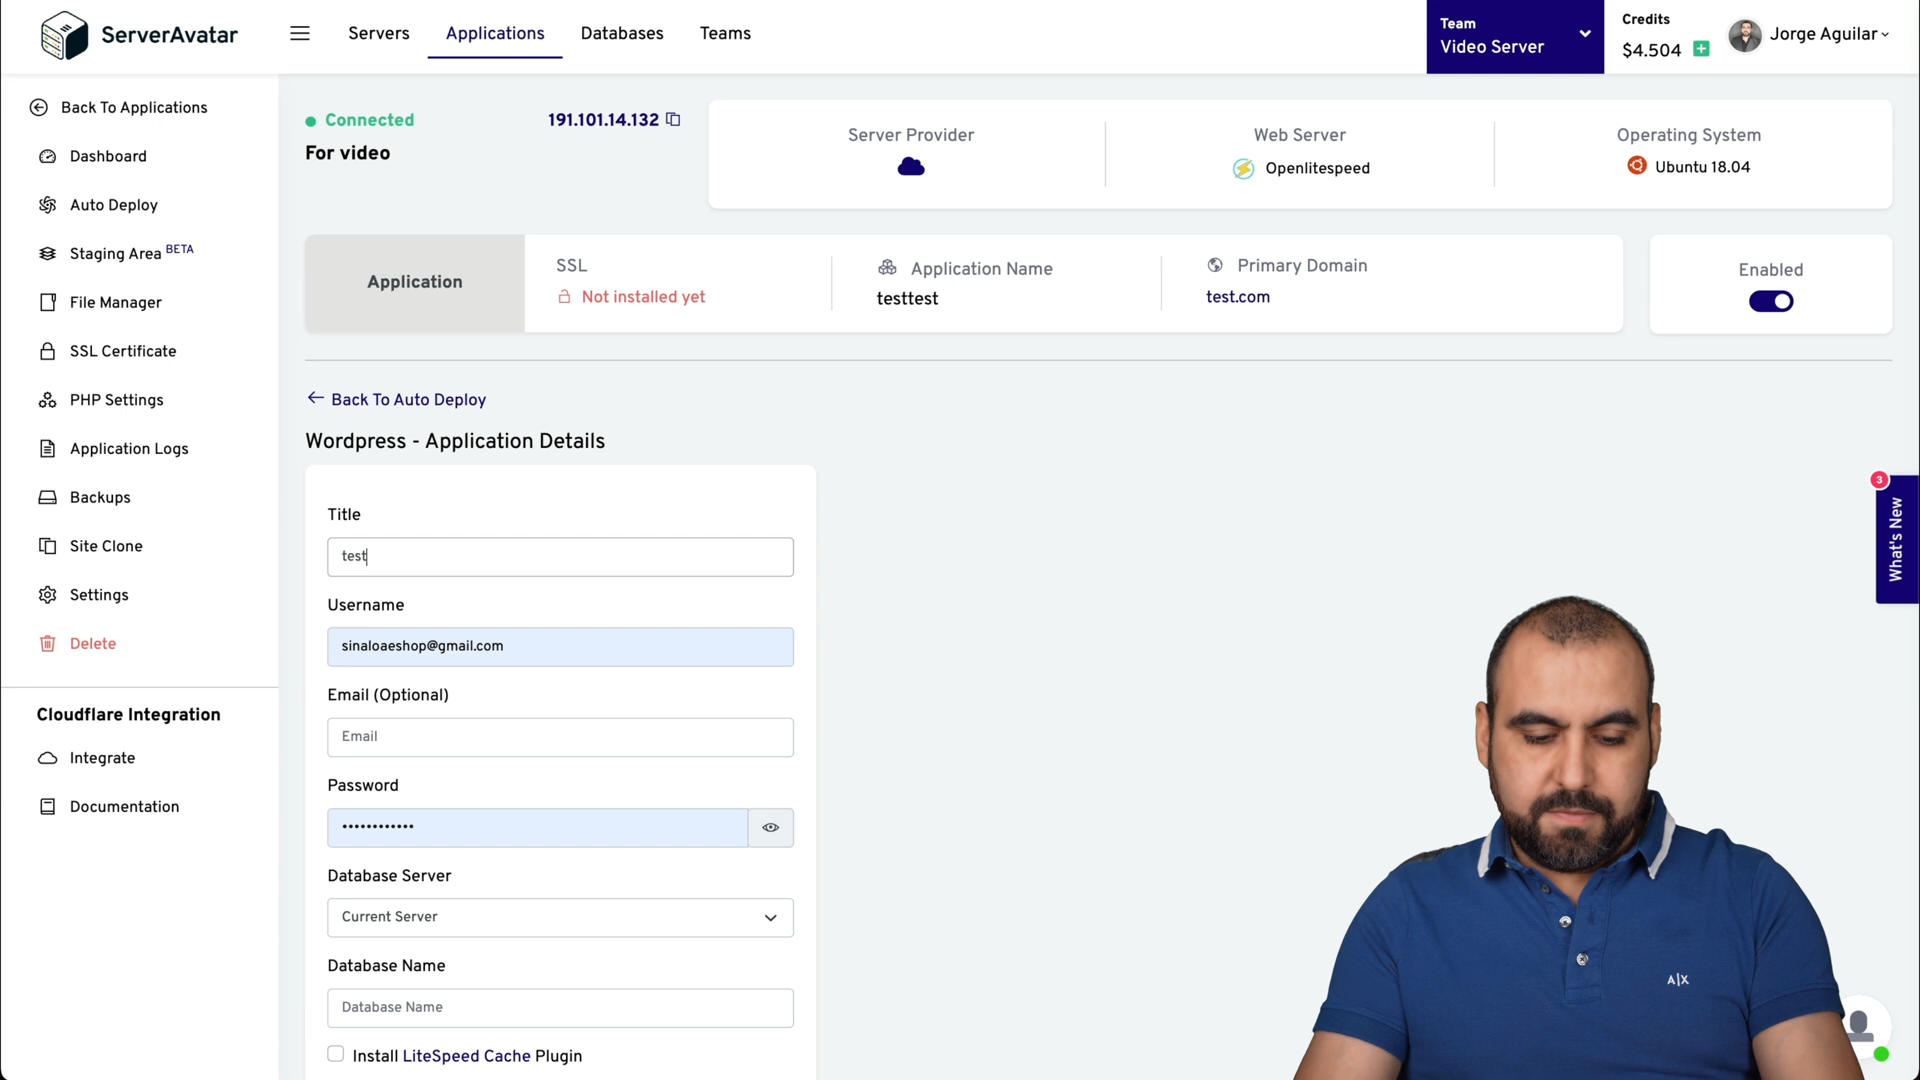 ServerAvatar
Servers
Applications
Databases
Teams
Team
Video Server
Credits
$4.504
Jorge Aguilar
Back To Applications
Dashboard
Auto Deploy
Staging Area BETA
File Manager
SSL Certificate
PHP Settings
Application Logs
Backups
Site Clone
Settings
Delete
Cloudflare Integration
Integrate
Documentation
Connected
191.101.14.132
For video
Server Provider
Web Server
Openlitespeed
Operating System
Ubuntu 18.04
Application
SSL
Not installed yet
Application Name
testtest
Primary Domain
test.com
Enabled
Back To Auto Deploy
Wordpress - Application Details
Title
test
Username
sinaloaeshop@gmail.com
Email (Optional)
Email
Password
••••••••••••
Database Server
Current Server
Database Name
Database Name
Install LiteSpeed Cache Plugin
3
What's New
A|X